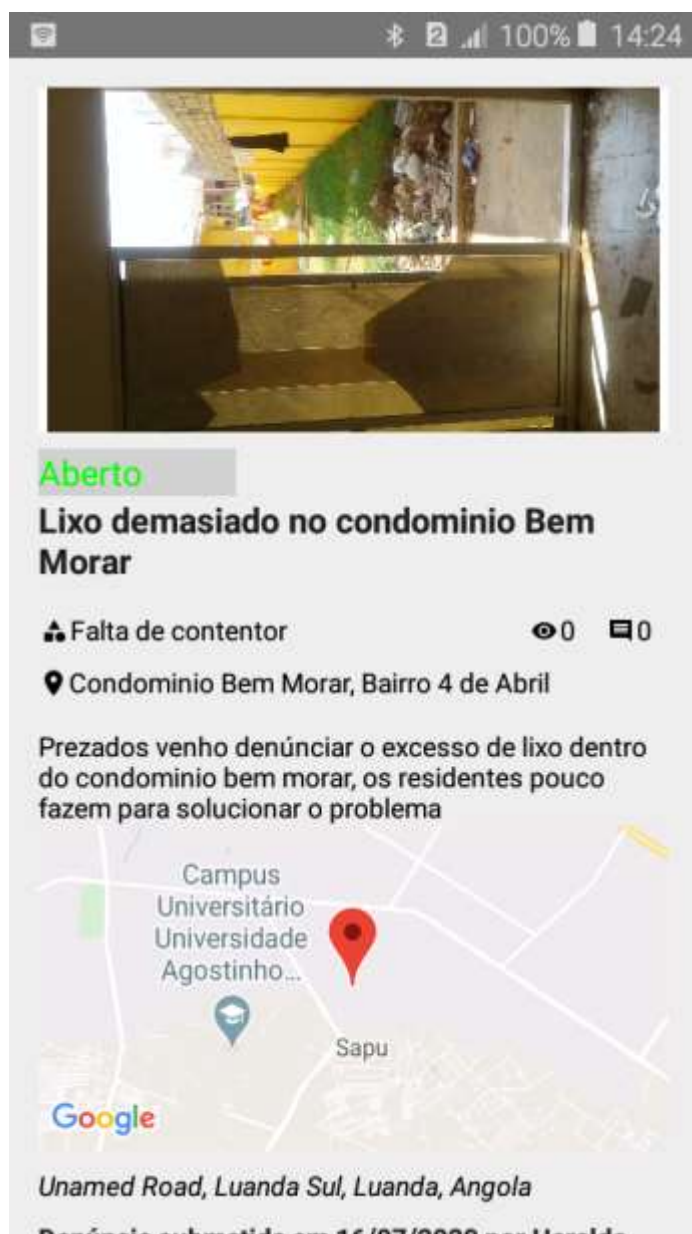 100% 14:24
Aberto
Lixo demasiado no condominio Bem
Morar
Falta de contentor 0 0
Condominio Bem Morar, Bairro 4 de Abril
Prezados venho denúnciar o excesso de lixo dentro
do condominio bem morar, os residentes pouco
fazem para solucionar o problema
Campus
Universitário
Universidade
Agostinho...
Sapu
Google
Unamed Road, Luanda Sul, Luanda, Angola